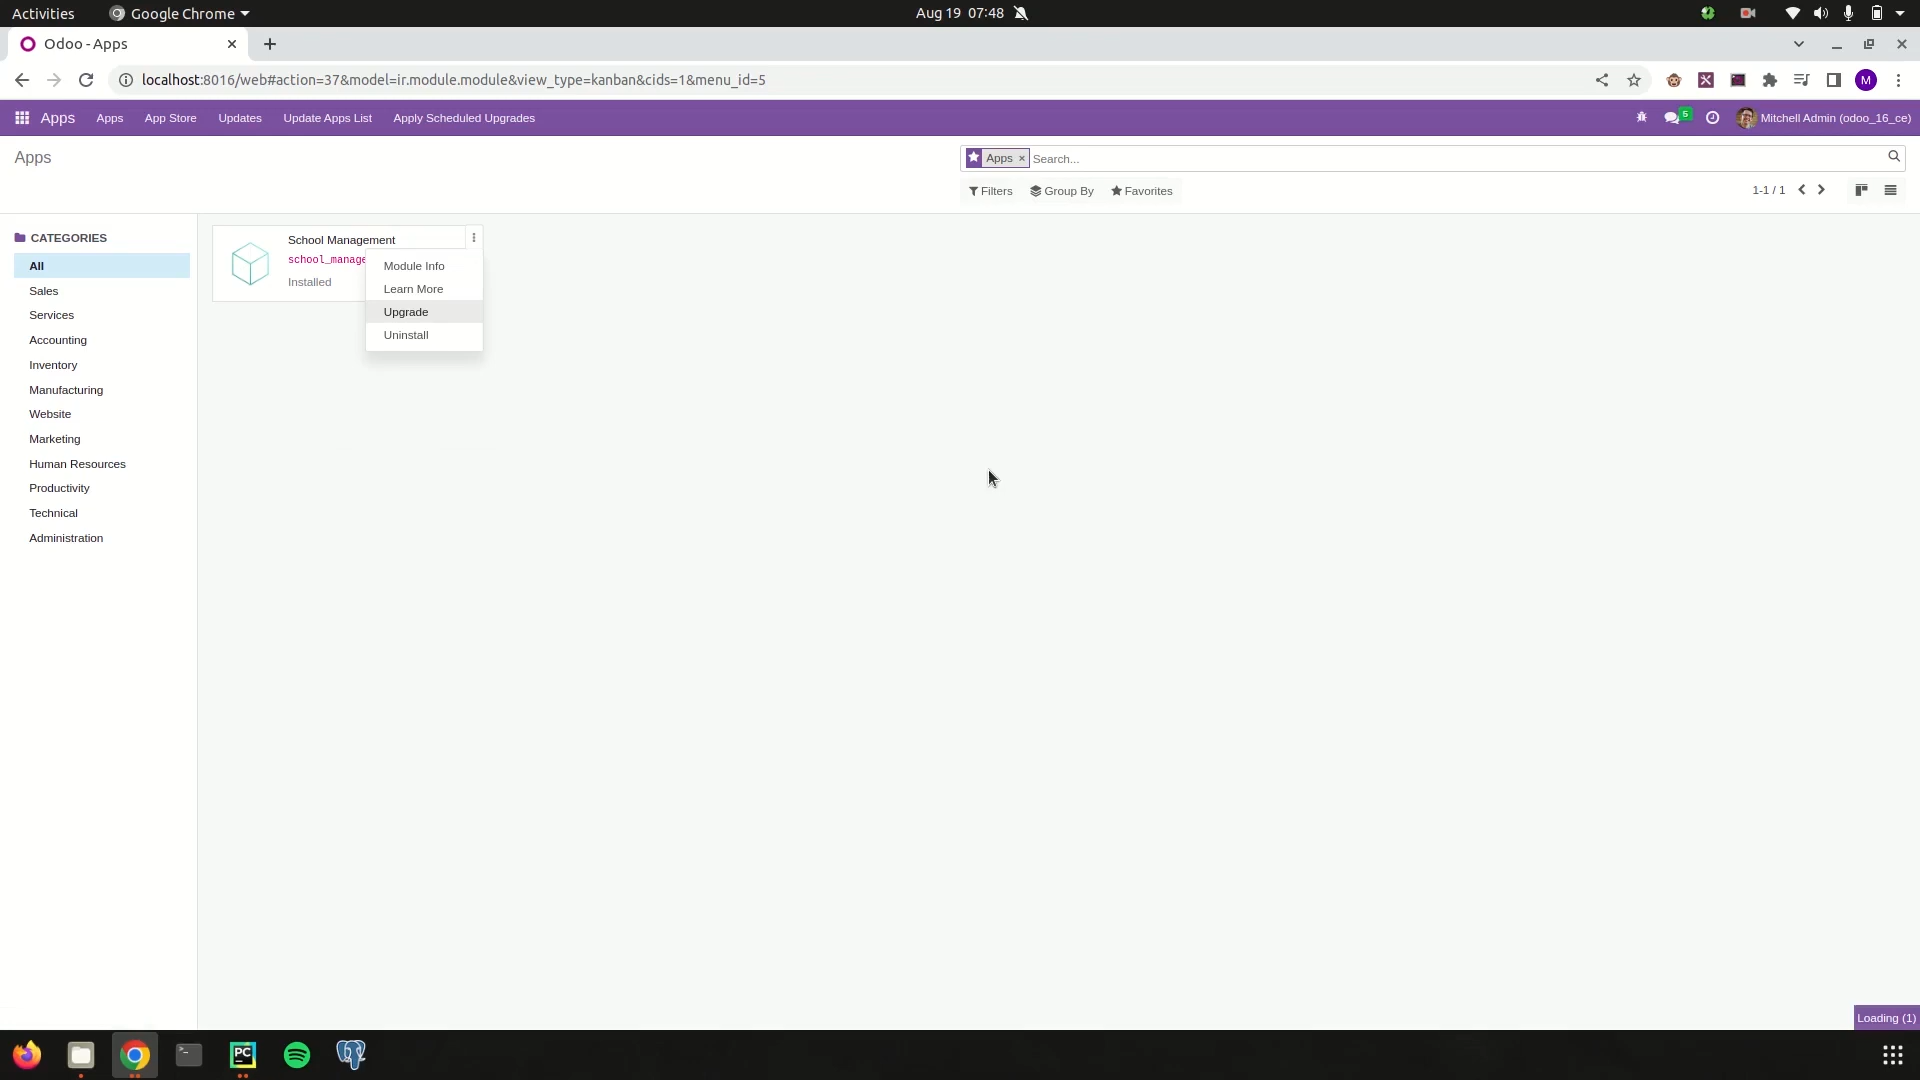 Activities
Google Chrome
Aug 19 07:48
Odoo - Apps
localhost:8016/web#action=37&model=ir.module.module&view_type=kanban&cids=1&menu_id=5
M
Apps
Apps
App Store
Updates
Update Apps List
Apply Scheduled Upgrades
5
Mitchell Admin (odoo_16_ce)
Apps
Apps ×
Search...
Filters
Group By
Favorites
1-1 / 1
CATEGORIES
All
Sales
Services
Accounting
Inventory
Manufacturing
Website
Marketing
Human Resources
Productivity
Technical
Administration
School Management
school_manage
Installed
Module Info
Learn More
Upgrade
Uninstall
Loading (1)
PC